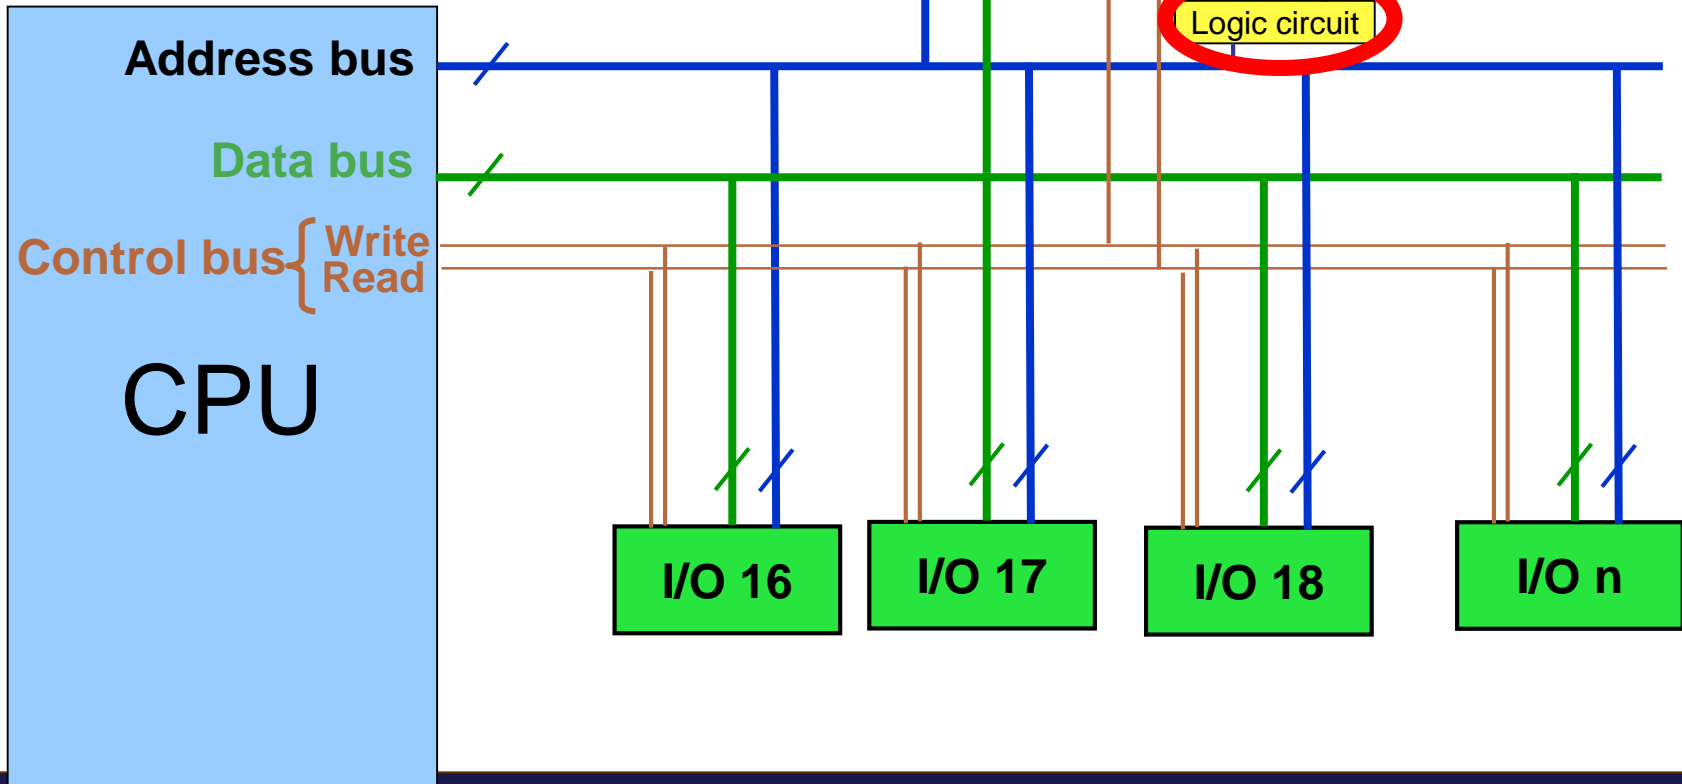 Logic circuit
Address bus
Data bus
Control bus
Write
Read
CPU
I/O 16
I/O 17
I/O 18
I/O n